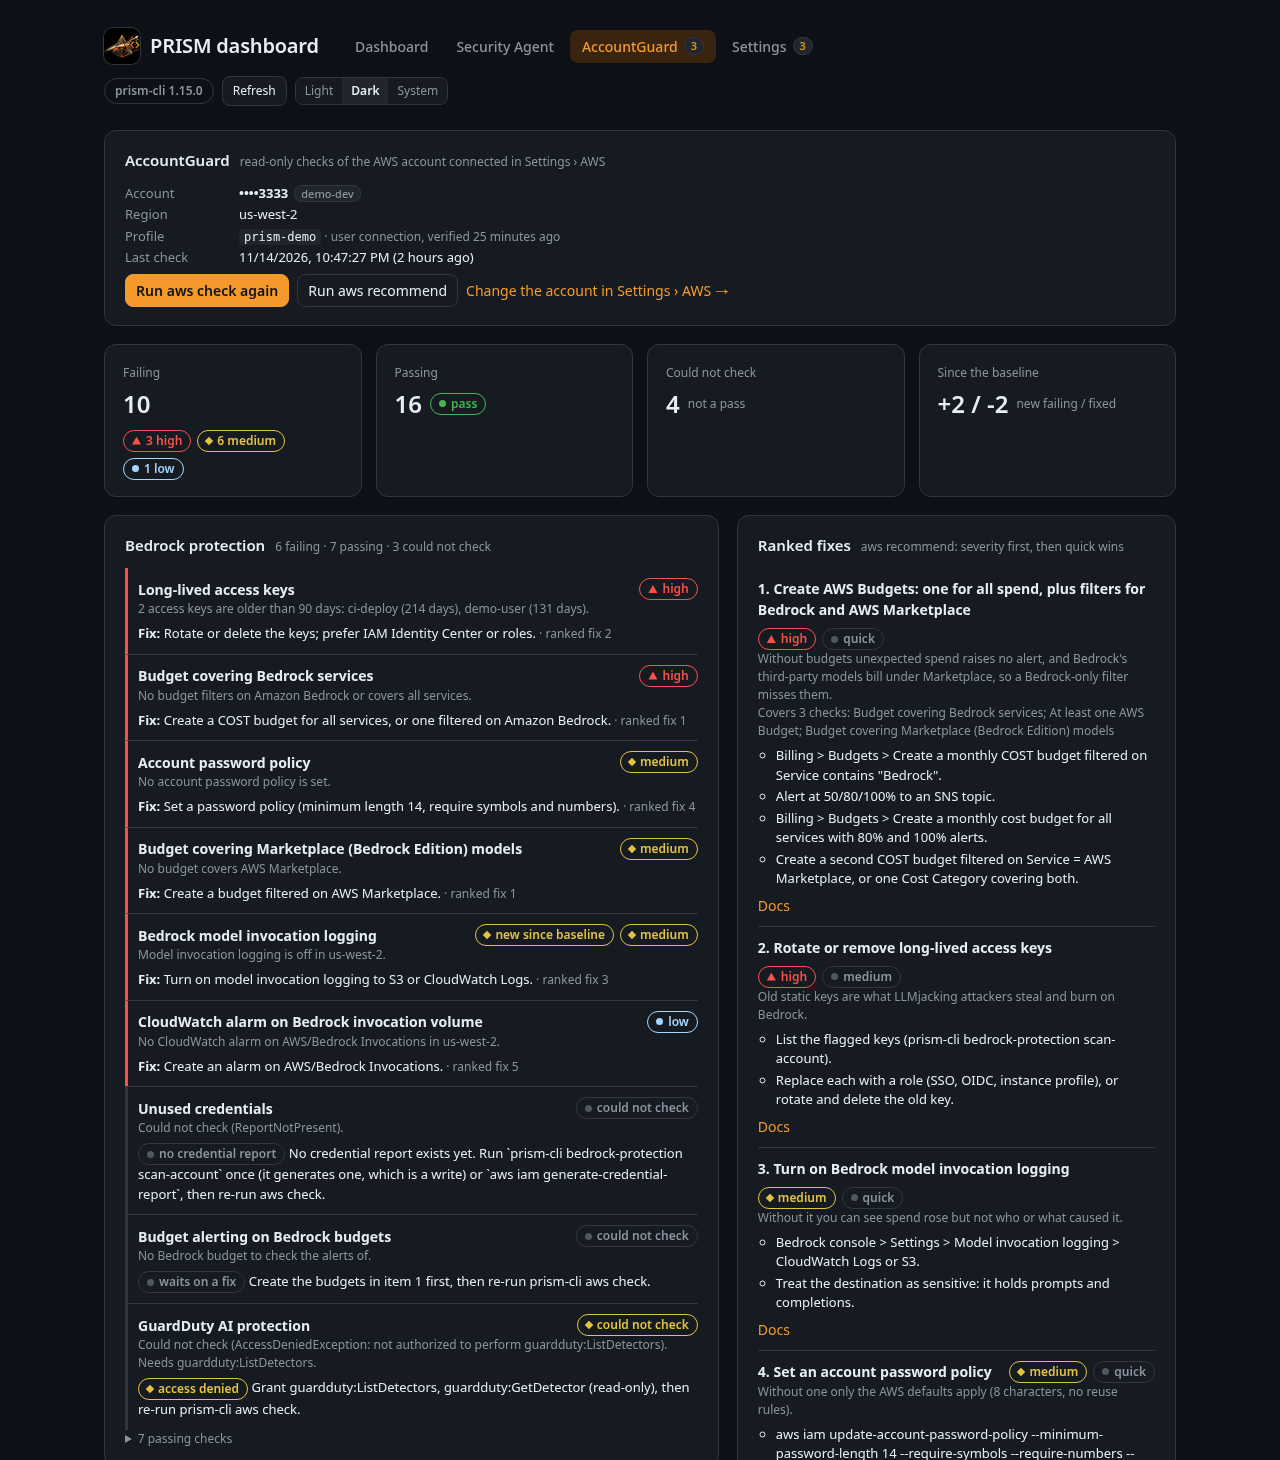 PRISM dashboard
Dashboard
Security Agent
AccountGuard 3
Settings 3
prism-cli 1.15.0
Refresh
Light
Dark
System
AccountGuard read-only checks of the AWS account connected in Settings › AWS
Account ••••3333 demo-dev
Region us-west-2
Profile prism-demo · user connection, verified 25 minutes ago
Last check 11/14/2026, 10:47:27 PM (2 hours ago)
Run aws check again
Run aws recommend
Change the account in Settings › AWS →
Failing
10
▲ 3 high
◆ 6 medium
● 1 low
Passing
16 ● pass
Could not check
4 not a pass
Since the baseline
+2 / -2 new failing / fixed
Bedrock protection 6 failing · 7 passing · 3 could not check
Long-lived access keys ▲ high
2 access keys are older than 90 days: ci-deploy (214 days), demo-user (131 days).
Fix: Rotate or delete the keys; prefer IAM Identity Center or roles. · ranked fix 2
Budget covering Bedrock services ▲ high
No budget filters on Amazon Bedrock or covers all services.
Fix: Create a COST budget for all services, or one filtered on Amazon Bedrock. · ranked fix 1
Account password policy ◆ medium
No account password policy is set.
Fix: Set a password policy (minimum length 14, require symbols and numbers). · ranked fix 4
Budget covering Marketplace (Bedrock Edition) models ◆ medium
No budget covers AWS Marketplace.
Fix: Create a budget filtered on AWS Marketplace. · ranked fix 1
Bedrock model invocation logging ◆ new since baseline ◆ medium
Model invocation logging is off in us-west-2.
Fix: Turn on model invocation logging to S3 or CloudWatch Logs. · ranked fix 3
CloudWatch alarm on Bedrock invocation volume ● low
No CloudWatch alarm on AWS/Bedrock Invocations in us-west-2.
Fix: Create an alarm on AWS/Bedrock Invocations. · ranked fix 5
Unused credentials ● could not check
Could not check (ReportNotPresent).
● no credential report No credential report exists yet. Run `prism-cli bedrock-protection
scan-account` once (it generates one, which is a write) or `aws iam generate-credential-
report`, then re-run aws check.
Budget alerting on Bedrock budgets ● could not check
No Bedrock budget to check the alerts of.
● waits on a fix Create the budgets in item 1 first, then re-run prism-cli aws check.
GuardDuty AI protection ◆ could not check
Could not check (AccessDeniedException: not authorized to perform guardduty:ListDetectors).
Needs guardduty:ListDetectors.
◆ access denied Grant guardduty:ListDetectors, guardduty:GetDetector (read-only), then
re-run prism-cli aws check.
▶ 7 passing checks
Ranked fixes aws recommend: severity first, then quick wins
1. Create AWS Budgets: one for all spend, plus filters for
Bedrock and AWS Marketplace
▲ high ● quick
Without budgets unexpected spend raises no alert, and Bedrock's
third-party models bill under Marketplace, so a Bedrock-only filter
misses them.
Covers 3 checks: Budget covering Bedrock services; At least one AWS
Budget; Budget covering Marketplace (Bedrock Edition) models
◦ Billing > Budgets > Create a monthly COST budget filtered on
Service contains "Bedrock".
◦ Alert at 50/80/100% to an SNS topic.
◦ Billing > Budgets > Create a monthly cost budget for all
services with 80% and 100% alerts.
◦ Create a second COST budget filtered on Service = AWS
Marketplace, or one Cost Category covering both.
Docs
2. Rotate or remove long-lived access keys
▲ high ● medium
Old static keys are what LLMjacking attackers steal and burn on
Bedrock.
◦ List the flagged keys (prism-cli bedrock-protection scan-
account).
◦ Replace each with a role (SSO, OIDC, instance profile), or
rotate and delete the old key.
Docs
3. Turn on Bedrock model invocation logging
◆ medium ● quick
Without it you can see spend rose but not who or what caused it.
◦ Bedrock console > Settings > Model invocation logging >
CloudWatch Logs or S3.
◦ Treat the destination as sensitive: it holds prompts and
completions.
Docs
4. Set an account password policy ◆ medium ● quick
Without one only the AWS defaults apply (8 characters, no reuse
rules).
◦ aws iam update-account-password-policy --minimum-
password-length 14 --require-symbols --require-numbers --